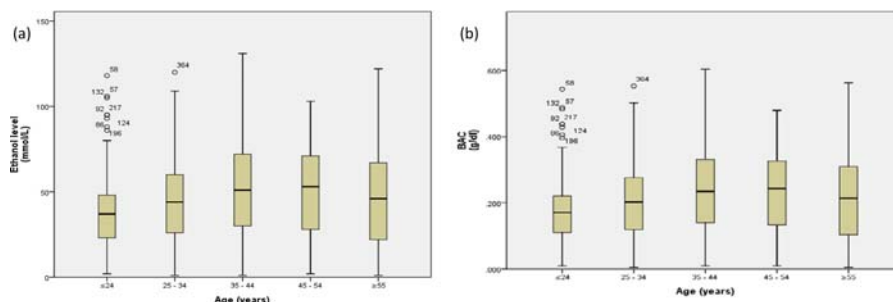 (a)
150
100
50
0
Ethanol level
(mmol/L)
58
132 57
92 217
124
86
196
364
≤24 25 - 34 35 - 44 45 - 54 ≥55
Age (years)
(b)
.600
.400
.200
.000
BAC
(g/dl)
58
132 57
92 217
124
96
196
364
≤24 25 - 34 35 - 44 45 - 54 ≥55
Age (years)